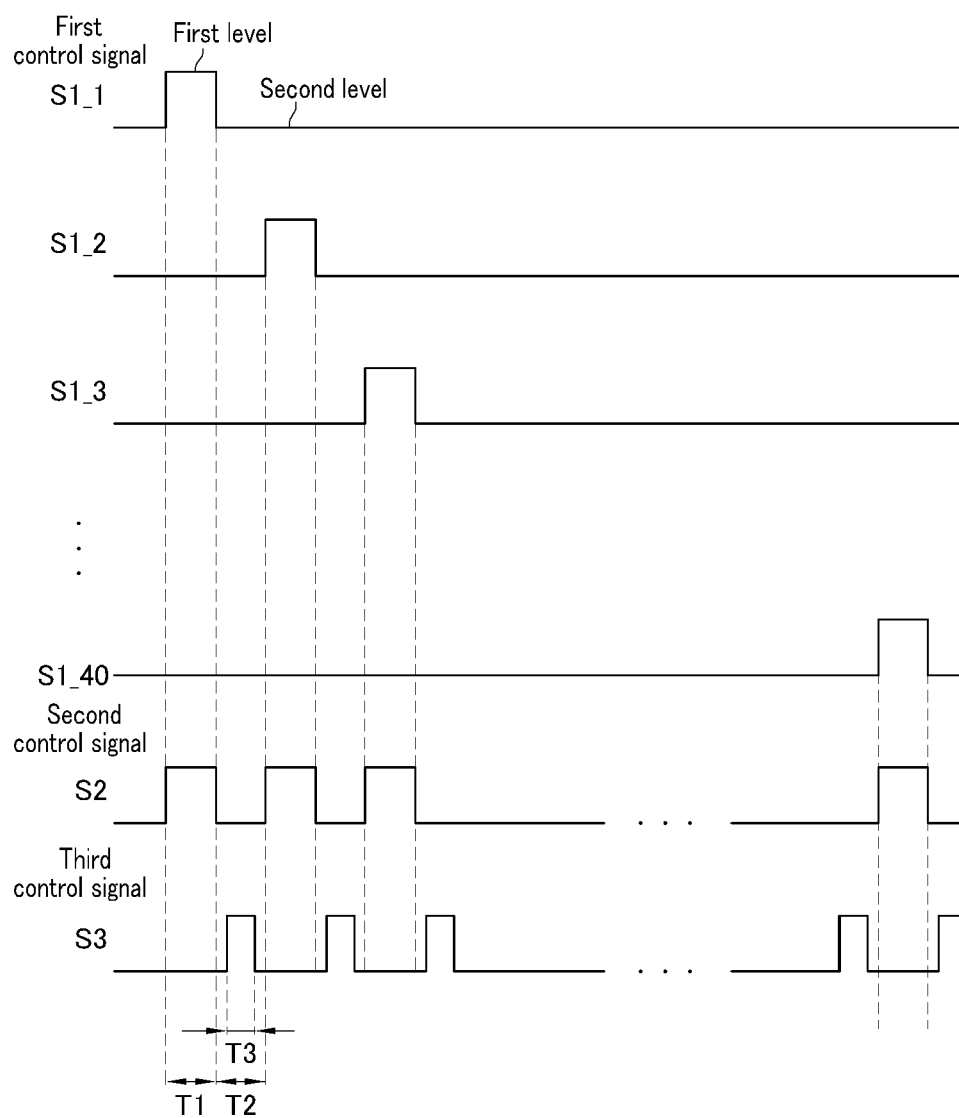 First
control signal
First level
S1_1
Second level
S1_2
S1_3
.
.
.
S1_40
Second
control signal
S2
. . .
Third
control signal
S3
. . .
T3
T1
T2